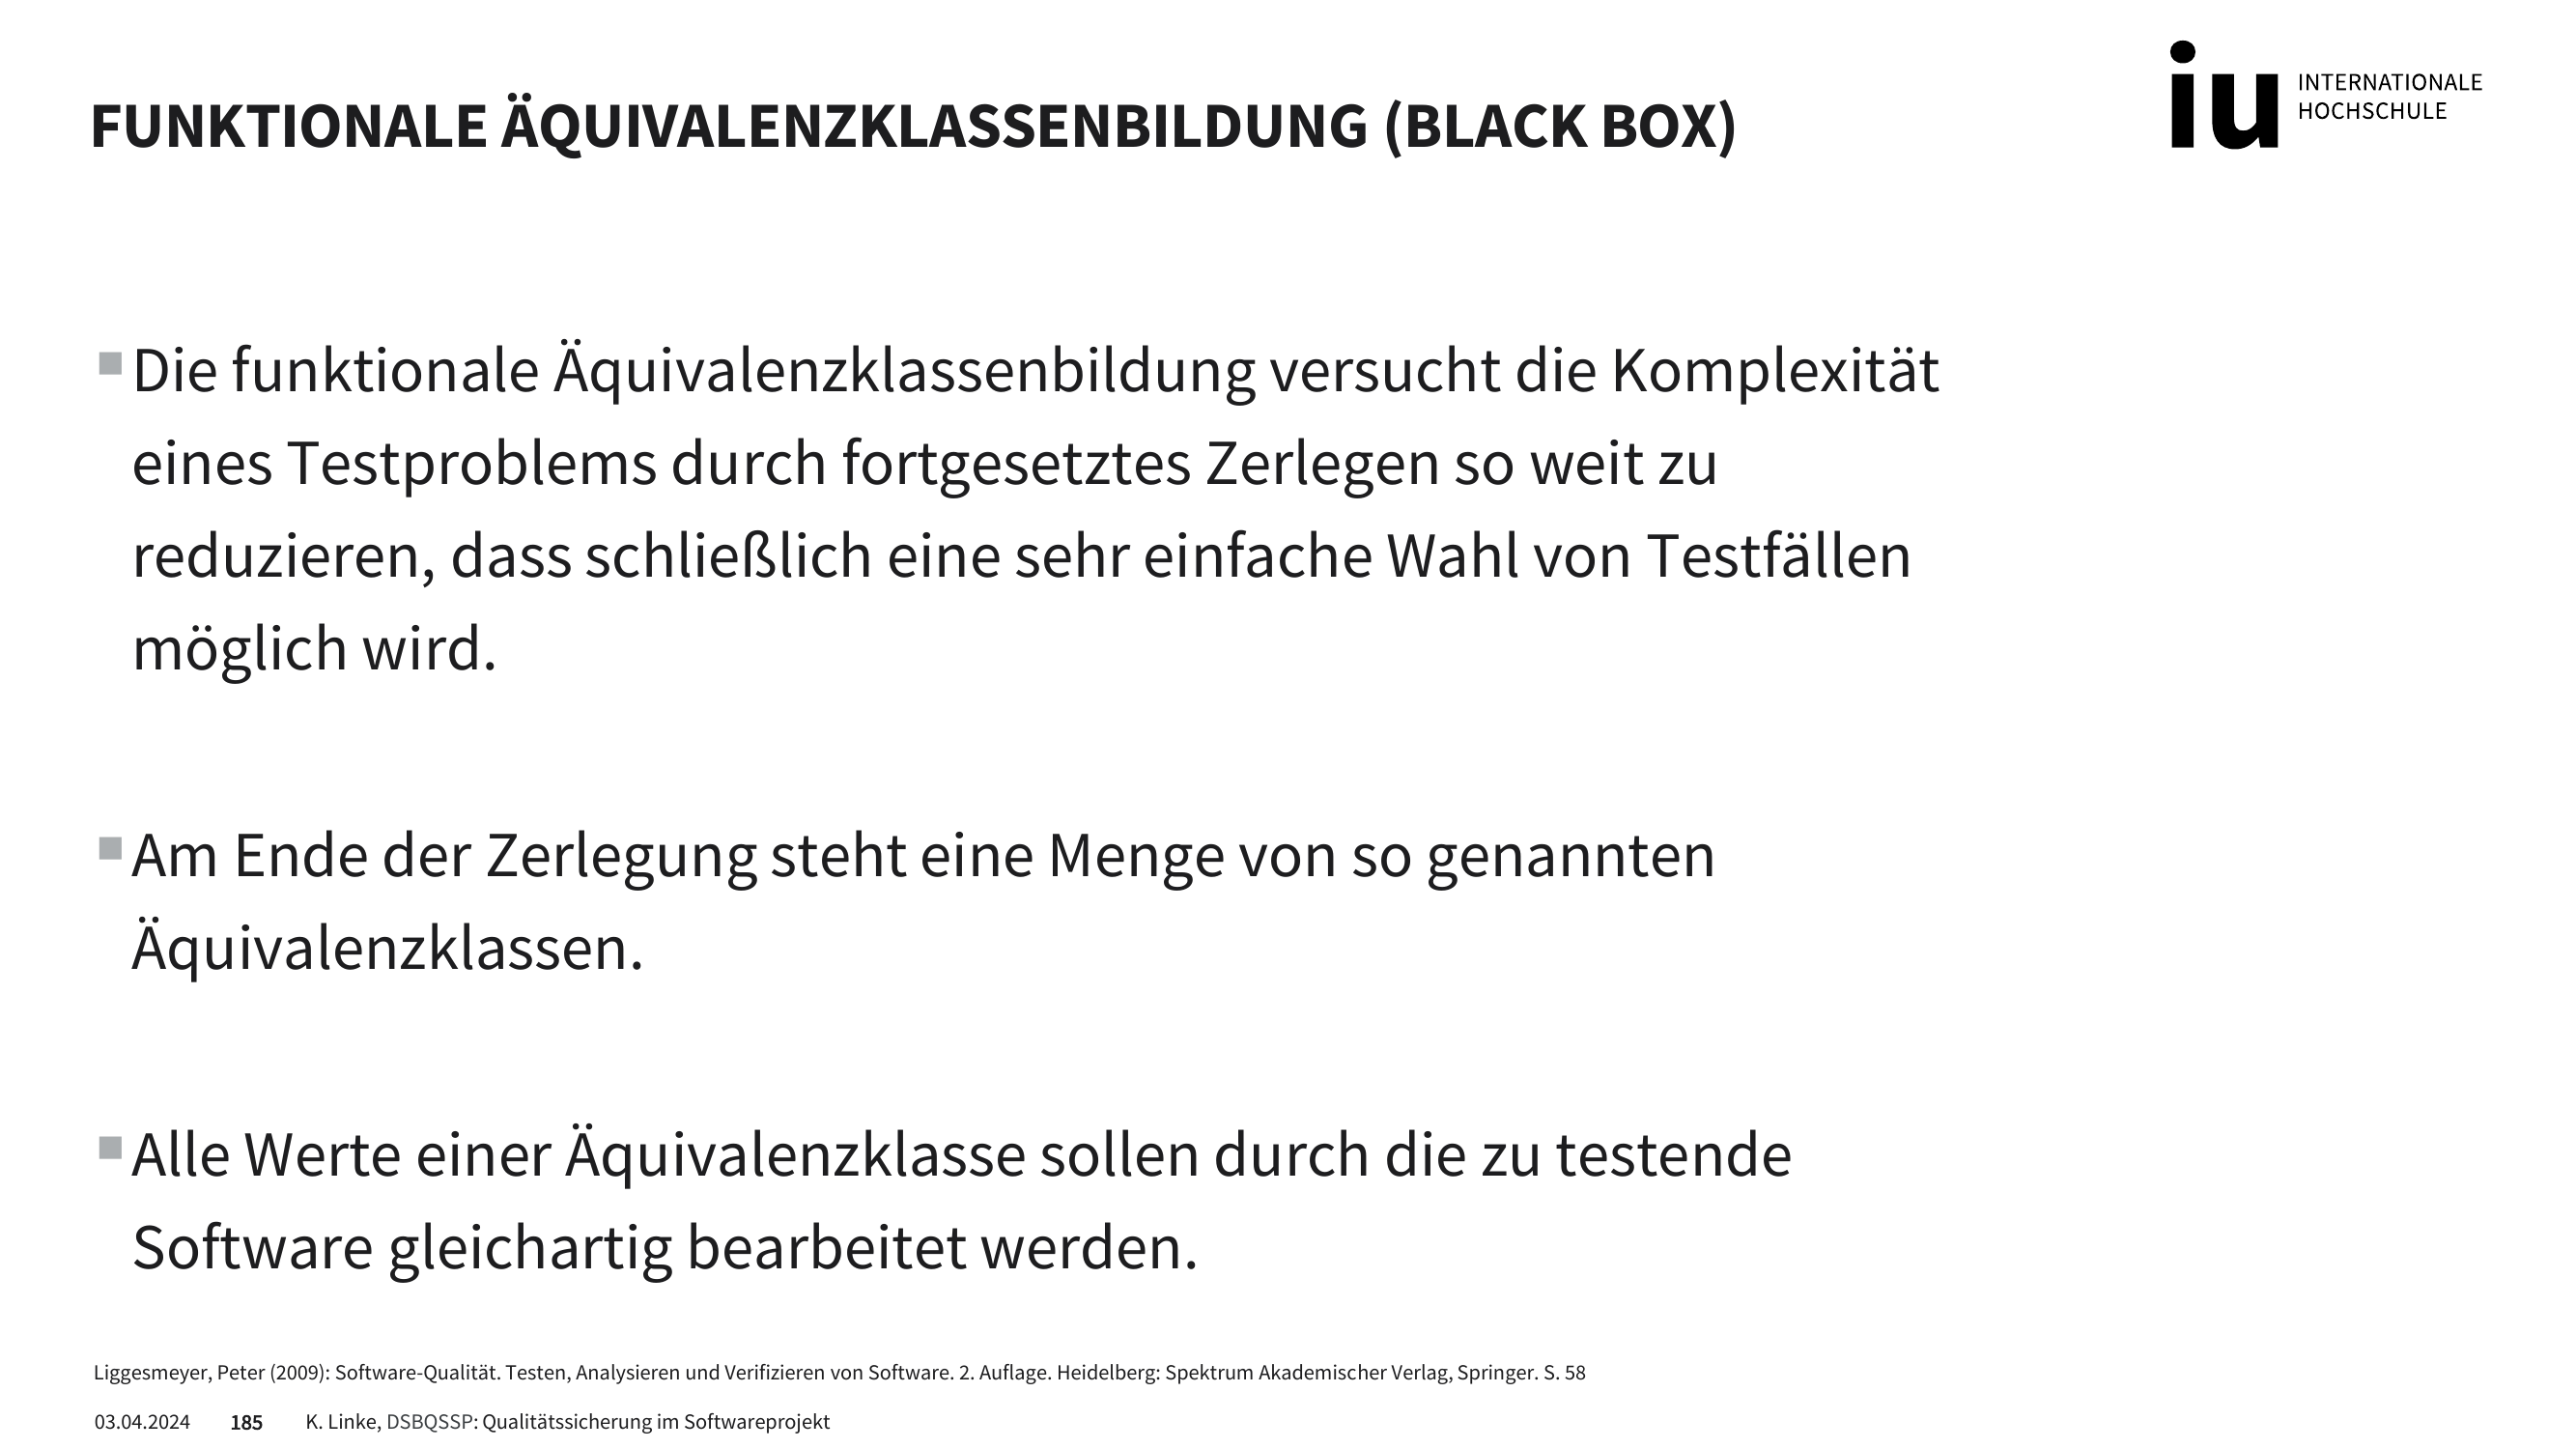 FUNKTIONALE ÄQUIVALENZKLASSENBILDUNG (BLACK BOX)
iu INTERNATIONALE
HOCHSCHULE
Die funktionale Äquivalenzklassenbildung versucht die Komplexität
eines Testproblems durch fortgesetztes Zerlegen so weit zu
reduzieren, dass schließlich eine sehr einfache Wahl von Testfällen
möglich wird.
Am Ende der Zerlegung steht eine Menge von so genannten
Äquivalenzklassen.
Alle Werte einer Äquivalenzklasse sollen durch die zu testende
Software gleichartig bearbeitet werden.
Liggesmeyer, Peter (2009): Software-Qualität. Testen, Analysieren und Verifizieren von Software. 2. Auflage. Heidelberg: Spektrum Akademischer Verlag, Springer. S. 58
03.04.2024 185 K. Linke, DSBQSSP: Qualitätssicherung im Softwareprojekt